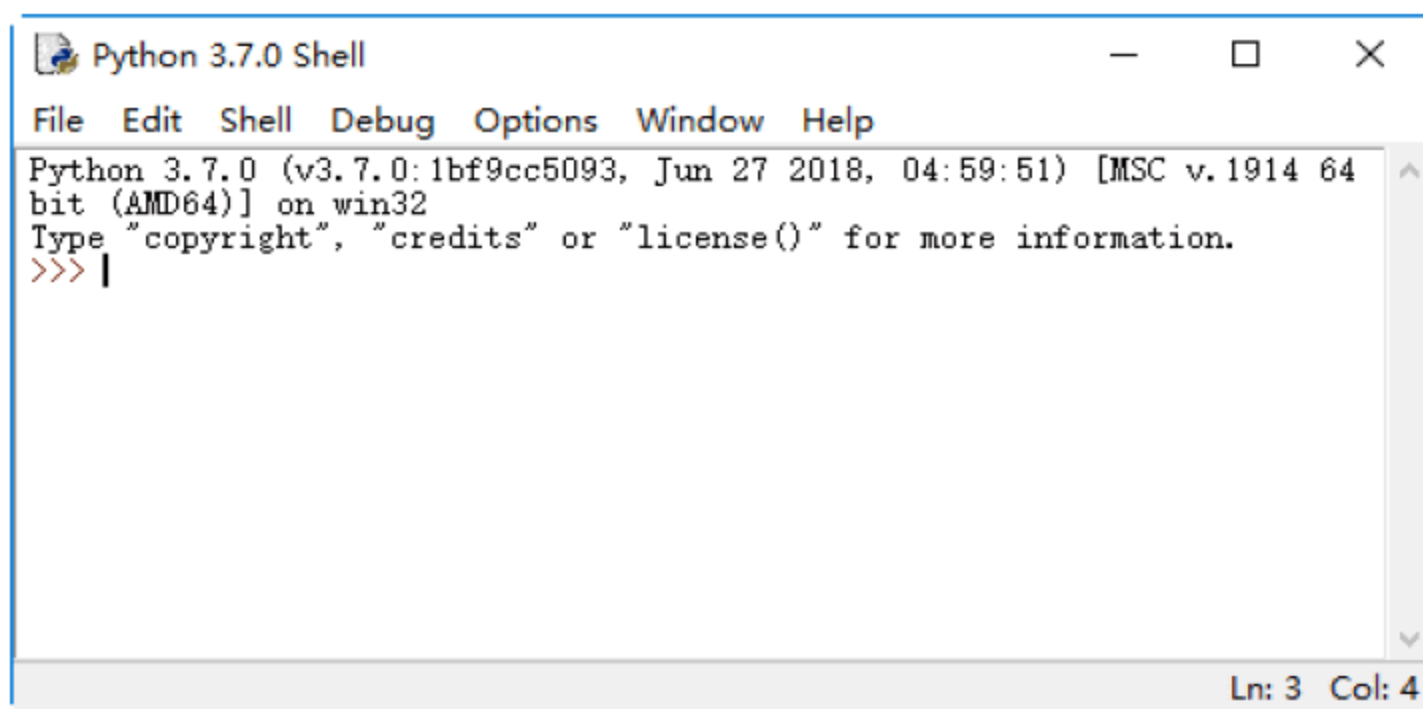 Python 3.7.0 Shell
File Edit Shell Debug Options Window Help
Python 3.7.0 (v3.7.0:1bf9cc5093, Jun 27 2018, 04:59:51) [MSC v.1914 64
bit (AMD64)] on win32
Type "copyright", "credits" or "license()" for more information.
>>>
Ln: 3 Col: 4